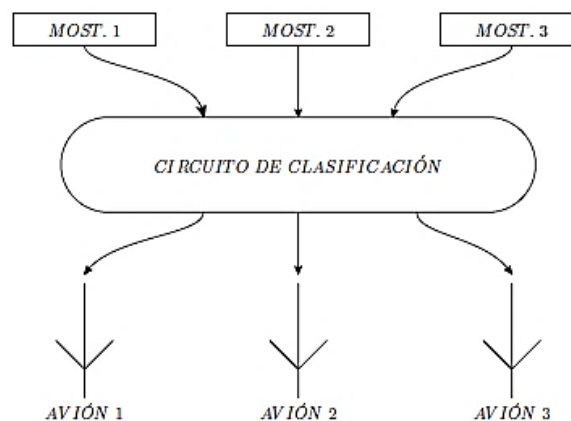 MOST. 1 MOST. 2 MOST. 3
CIRCUITO DE CLASIFICACIÓN
AVIÓN 1 AVIÓN 2 AVIÓN 3